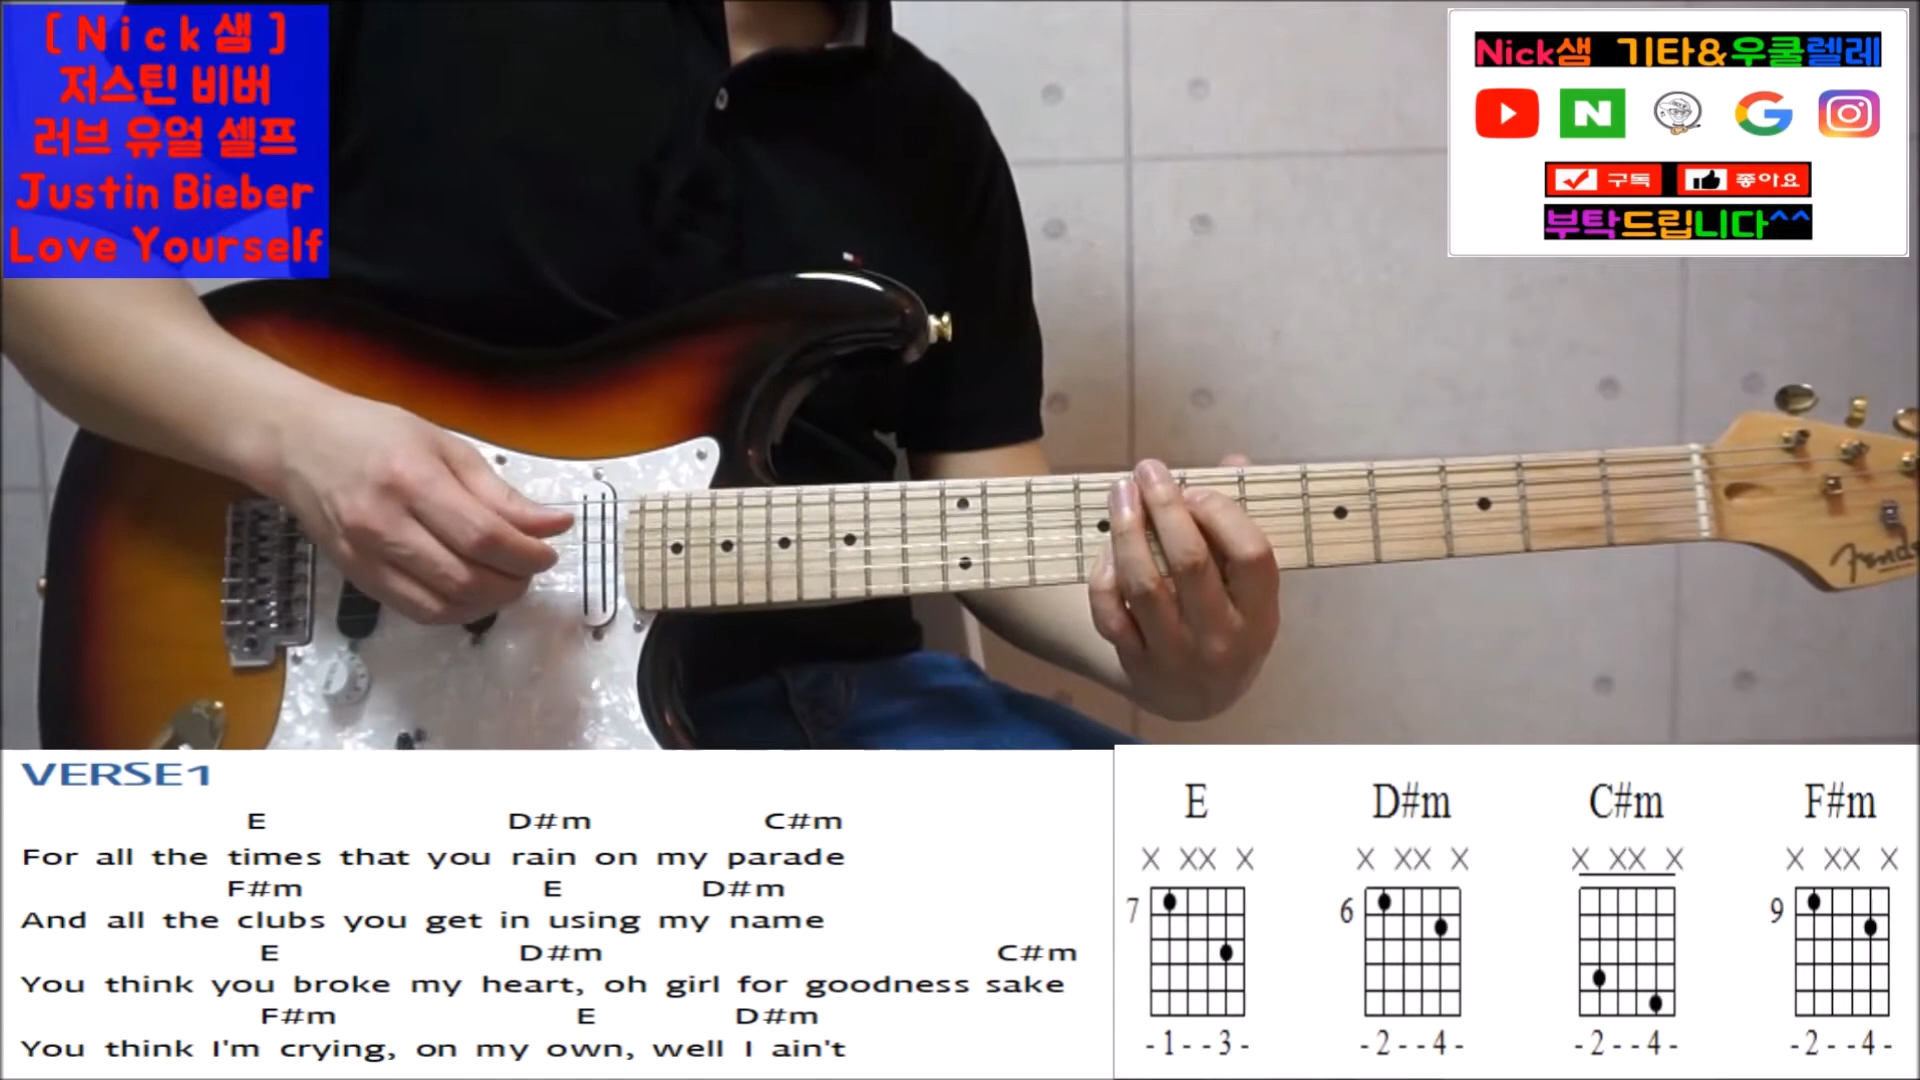 [Nick샘]
저스틴 비버
러브 유얼 셀프
Justin Bieber
Love Yourself
Nick샘 기타&우쿨렐레
N
G
구독 좋아요
부탁드립니다^^
Fender
VERSE1
E D#m C#m
For all the times that you rain on my parade
F#m E D#m
And all the clubs you get in using my name
E D#m C#m
You think you broke my heart, oh girl for goodness sake
F#m E D#m
You think I'm crying, on my own, well I ain't
E D#m C#m F#m
X XX X X XX X X XX X X XX X
7 6 9
-1--3- -2--4- -2--4- -2--4-